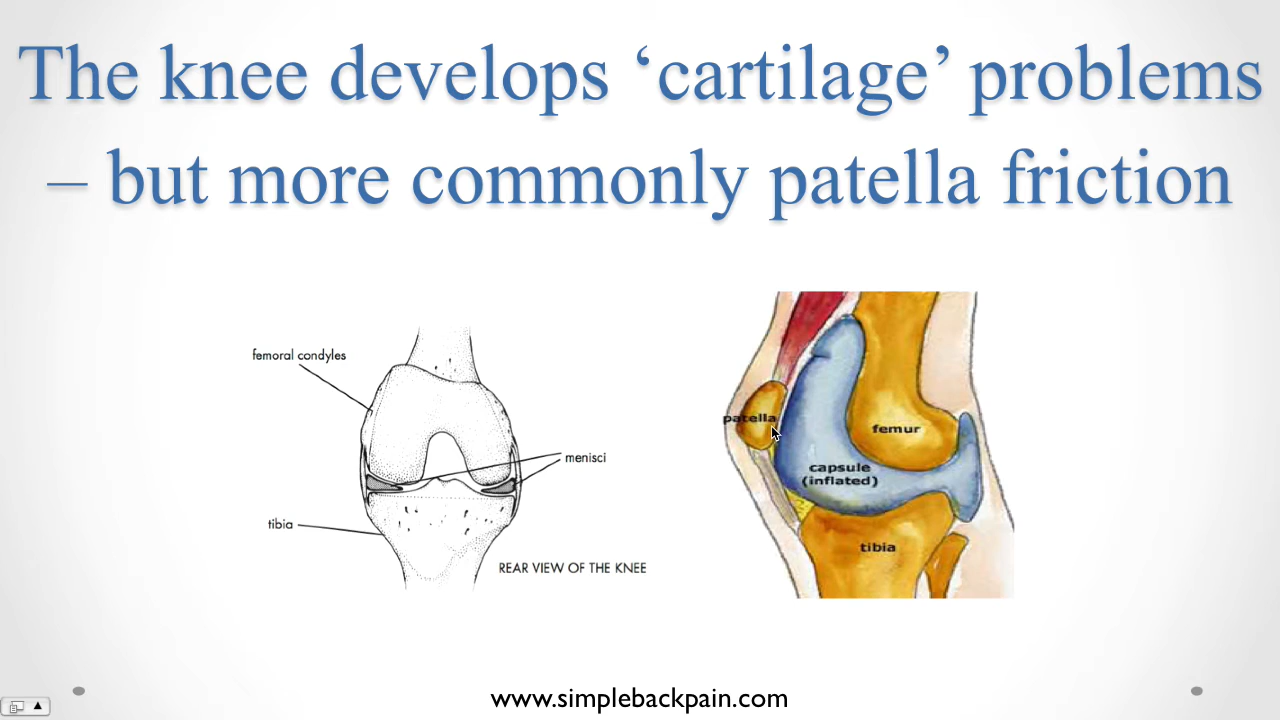 The knee develops ‘cartilage’ problems
– but more commonly patella friction
femoral condyles
menisci
tibia
REAR VIEW OF THE KNEE
patella
femur
capsule
(inflated)
tibia
www.simplebackpain.com